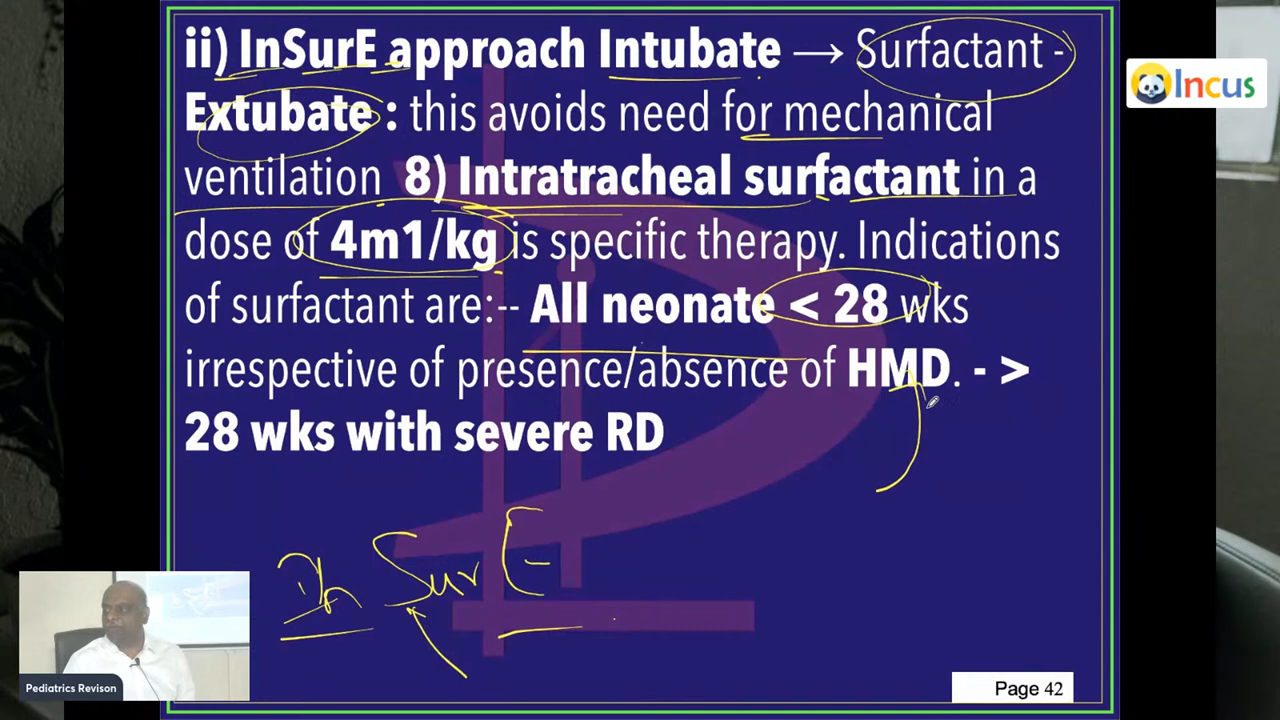 ii) InSurE approach Intubate → Surfactant -
Extubate : this avoids need for mechanical
ventilation 8) Intratracheal surfactant in a
dose of 4m1/kg is specific therapy. Indications
of surfactant are:-- All neonate < 28 wks
irrespective of presence/absence of HMD. - >
28 wks with severe RD
In Sur E
Incus
Pediatrics Revison
Page 42